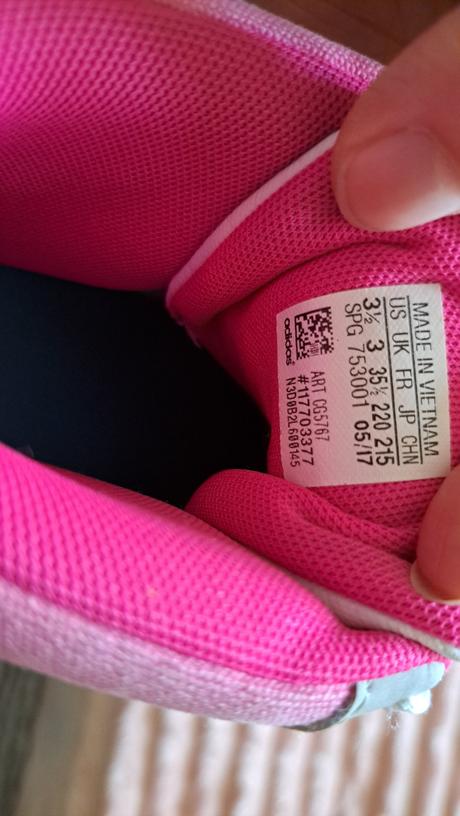 MADE IN VIETNAM
US UK FR JP CHN
3½ 3 35½ 220 215
SPG 753001 05/17
ART CG5767
#117703377
N3D0B2L600145
adidas